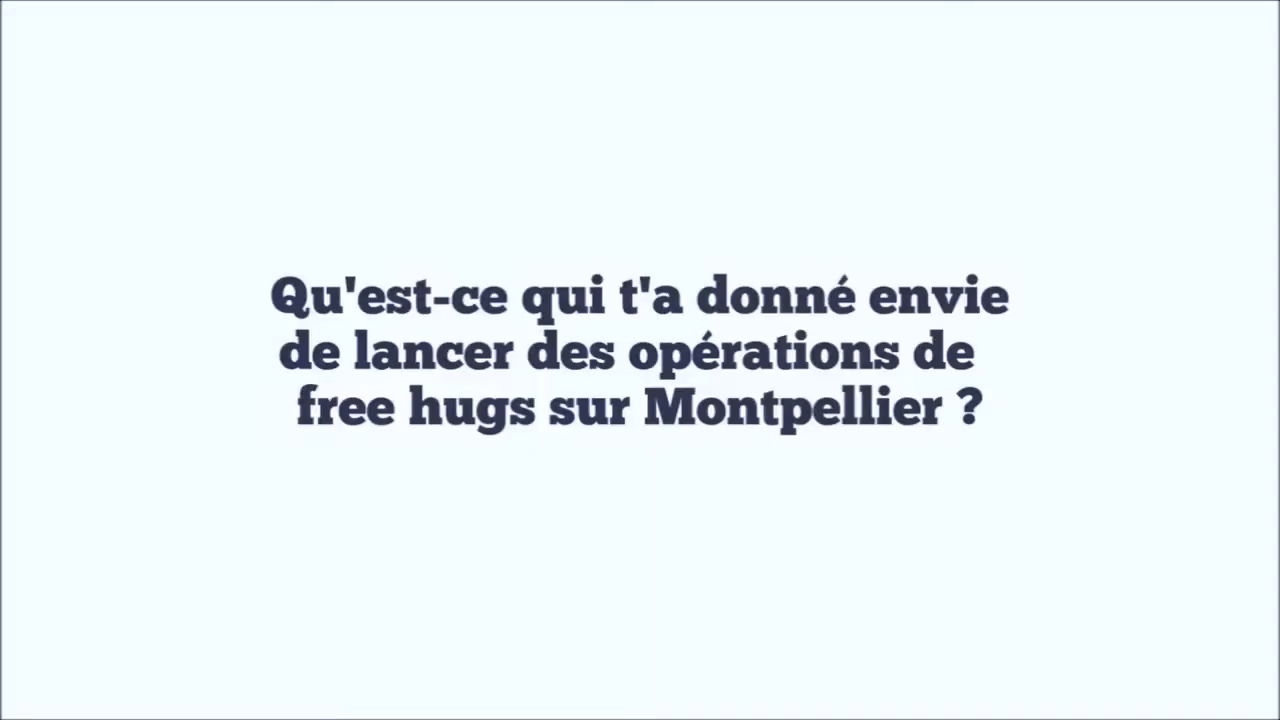 Qu'est-ce qui t'a donné envie
de lancer des opérations de
free hugs sur Montpellier ?